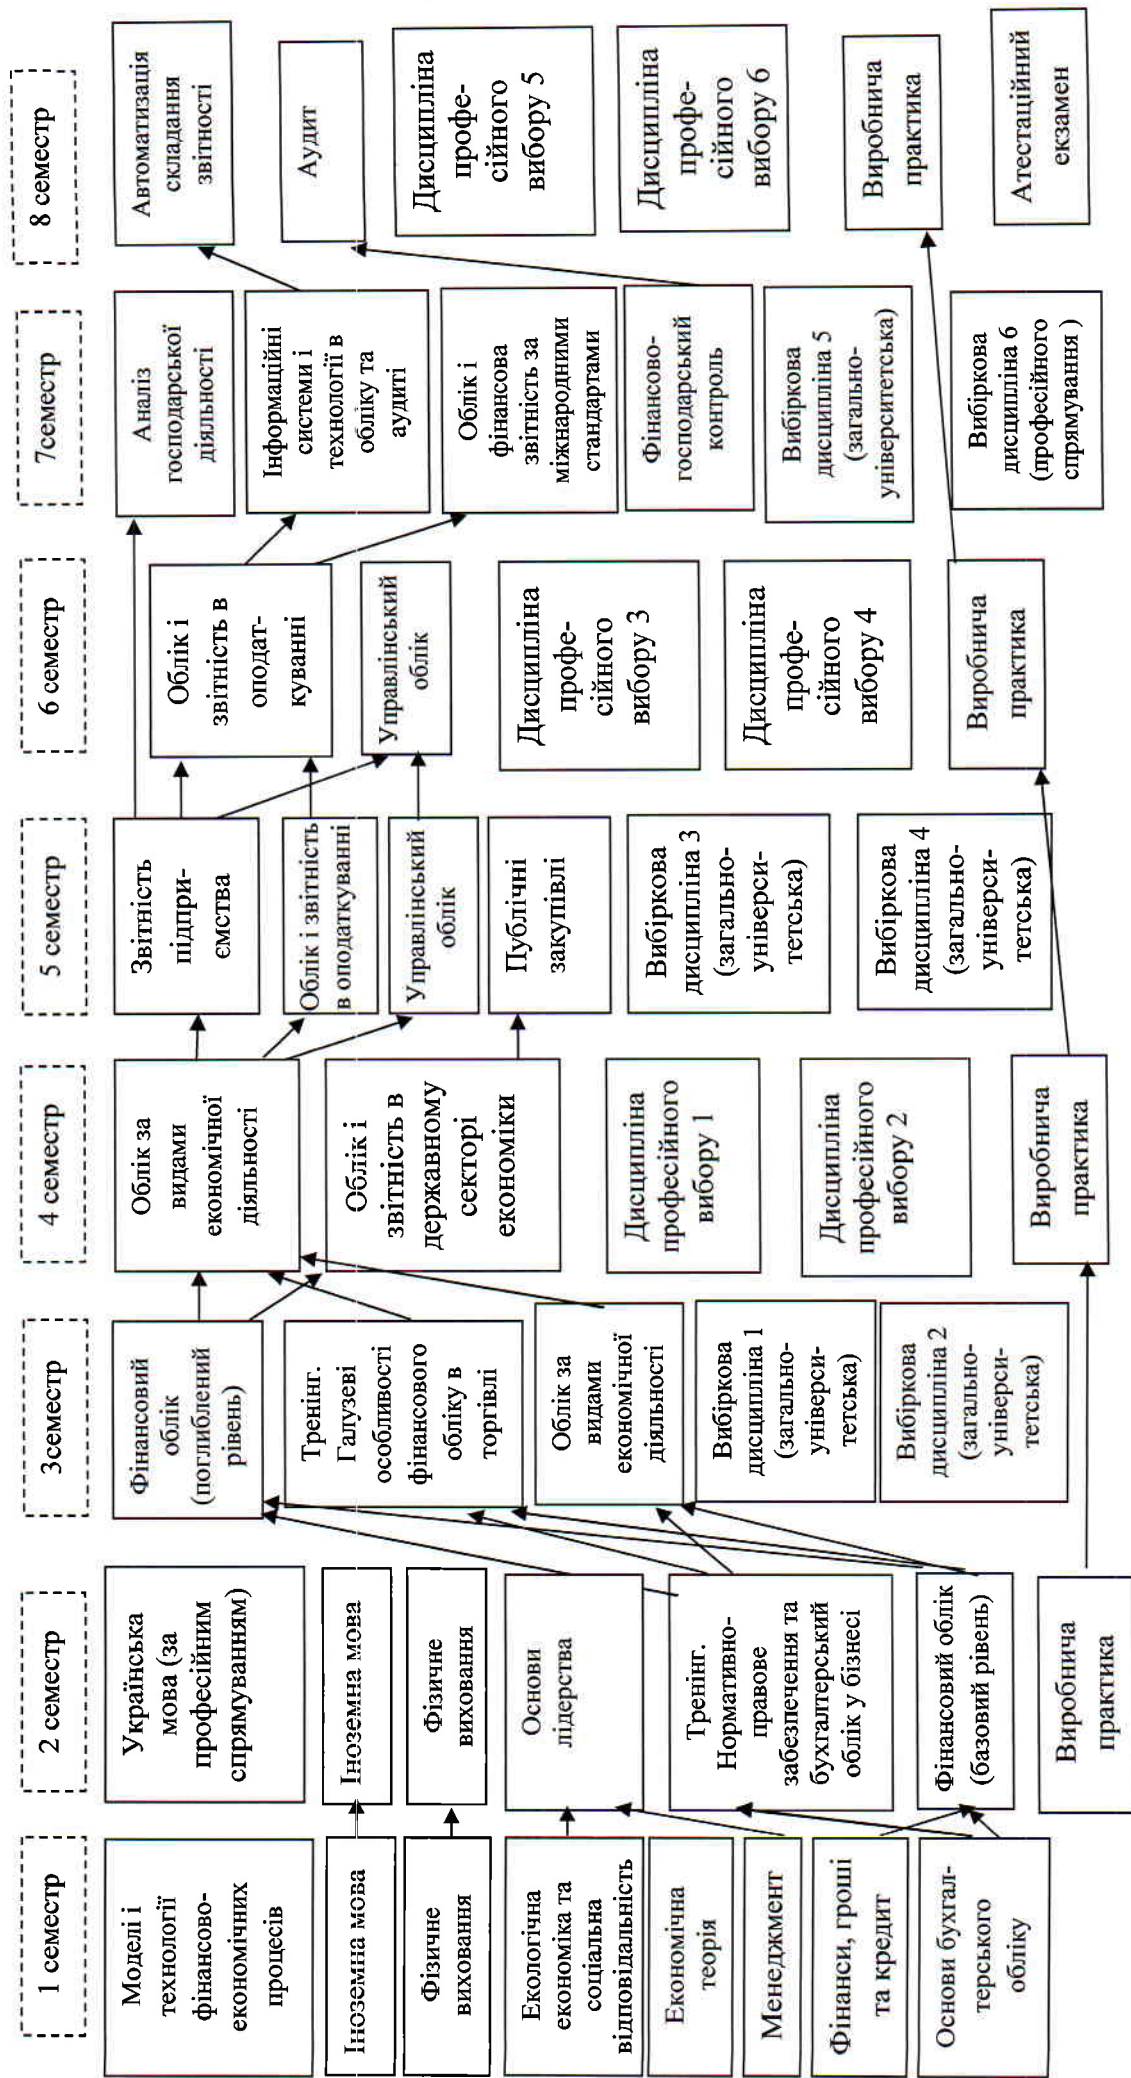 1 семестр
Моделі і
технології
фінансово-
економічних
процесів
Іноземна мова
Фізичне
виховання
Екологічна
економіка та
соціальна
відповідальність
Економічна
теорія
Менеджмент
Фінанси, гроші
та кредит
Основи бухгал-
терського
обліку
2 семестр
Українська
мова (за
професійним
спрямуванням)
Іноземна мова
Фізичне
виховання
Основи
лідерства
Тренінг.
Нормативно-
правове
забезпечення та
бухгалтерський
облік у бізнесі
Фінансовий облік
(базовий рівень)
Виробнича
практика
3семестр
Фінансовий
облік
(поглиблений
рівень)
Тренінг.
Галузеві
особливості
фінансового
обліку в
торгівлі
Облік за
видами
економічної
діяльності
Вибіркова
дисципліна 1
(загально-
універси-
тетська)
Вибіркова
дисципліна 2
(загально-
універси-
тетська)
4 семестр
Облік за
видами
економічної
діяльності
Облік і
звітність в
державному
секторі
економіки
Дисципліна
професійного
вибору 1
Дисципліна
професійного
вибору 2
Виробнича
практика
5 семестр
Звітність
підпри-
ємства
Облік і звітність
в оподаткуванні
Управлінський
облік
Публічні
закупівлі
Вибіркова
дисципліна 3
(загально-
універси-
тетська)
Вибіркова
дисципліна 4
(загально-
універси-
тетська)
6 семестр
Облік і
звітність в
оподат-
куванні
Управлінський
облік
Дисципліна
профе-
сійного
вибору 3
Дисципліна
профе-
сійного
вибору 4
Виробнича
практика
7семестр
Аналіз
господарської
діяльності
Інформаційні
системи і
технології в
обліку та
аудиті
Облік і
фінансова
звітність за
міжнародними
стандартами
Фінансово-
господарський
контроль
Вибіркова
дисципліна 5
(загально-
університетська)
Вибіркова
дисципліна 6
(професійного
спрямування )
8 семестр
Автоматизація
складання
звітності
Аудит
Дисципліна
профе-
сійного
вибору 5
Дисципліна
профе-
сійного
вибору 6
Виробнича
практика
Атестаційний
екзамен